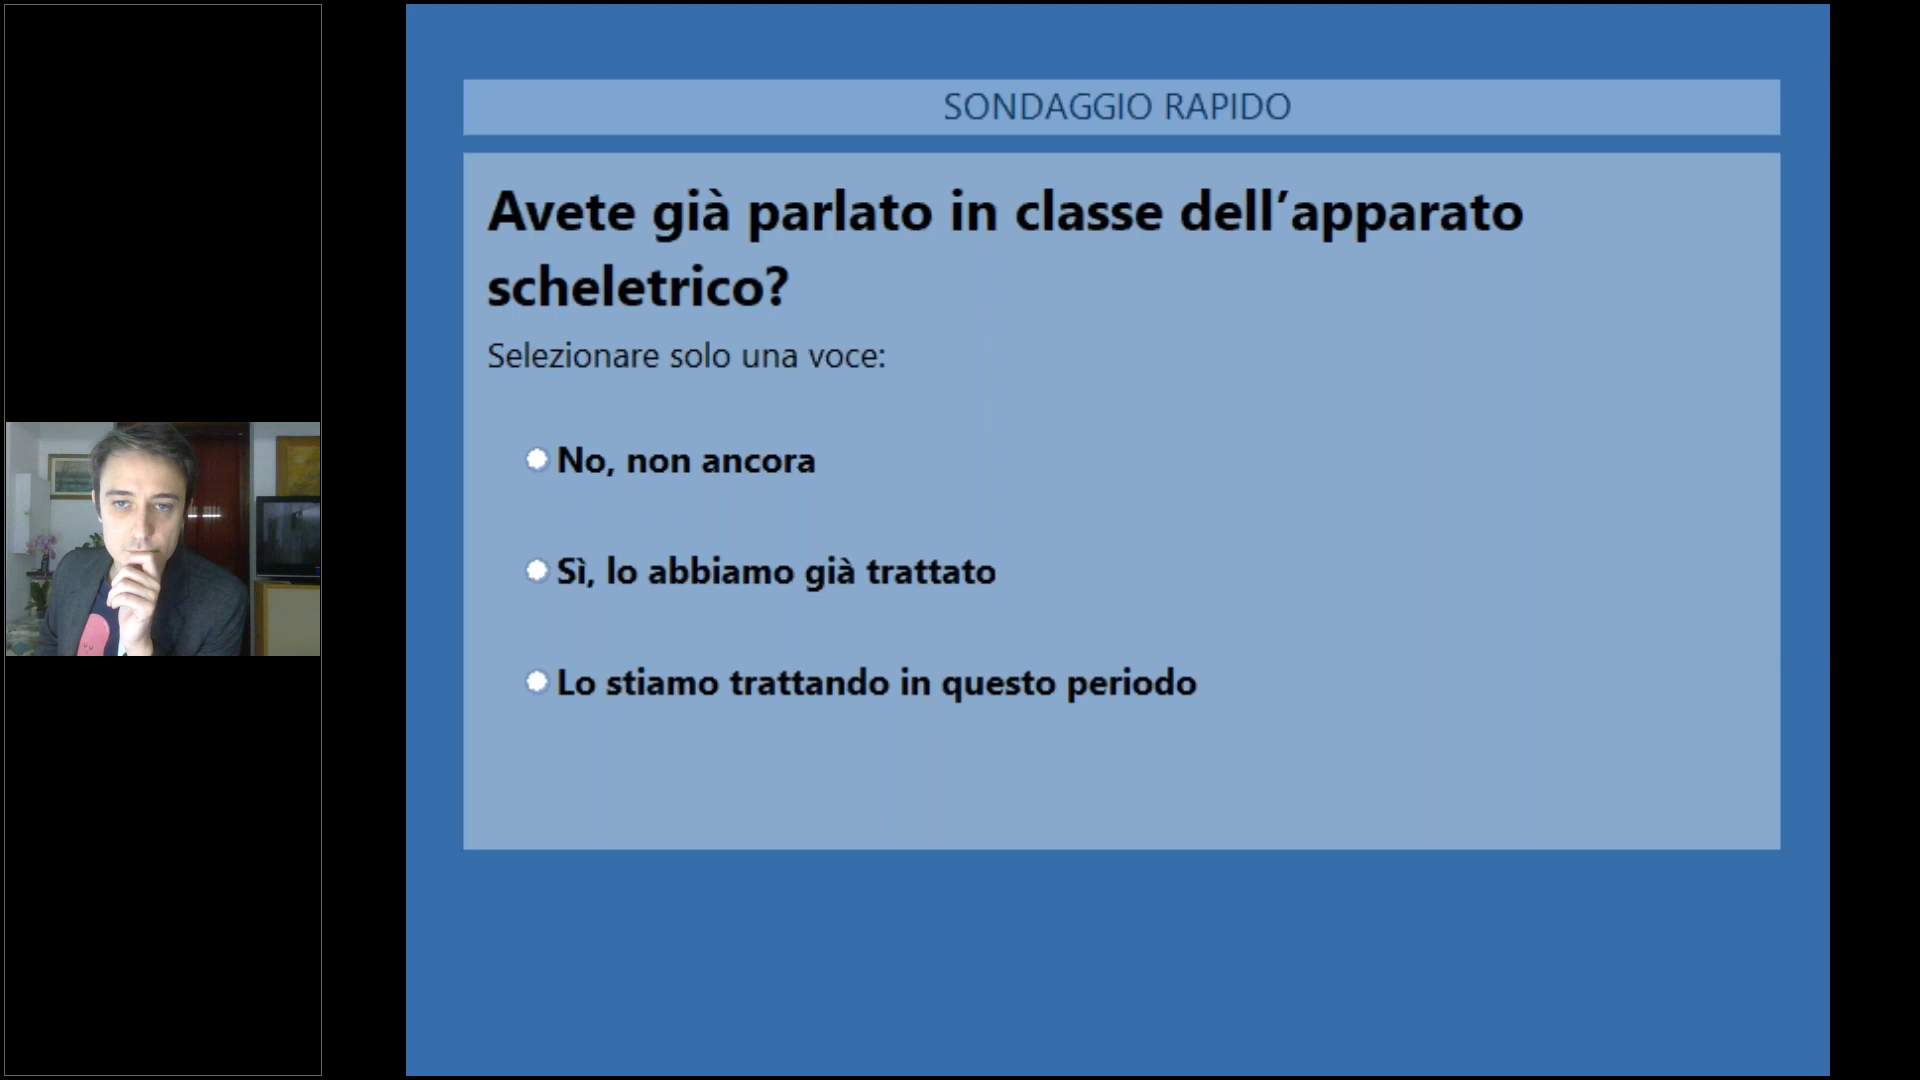 SONDAGGIO RAPIDO
Avete già parlato in classe dell’apparato
scheletrico?
Selezionare solo una voce:
No, non ancora
Sì, lo abbiamo già trattato
Lo stiamo trattando in questo periodo